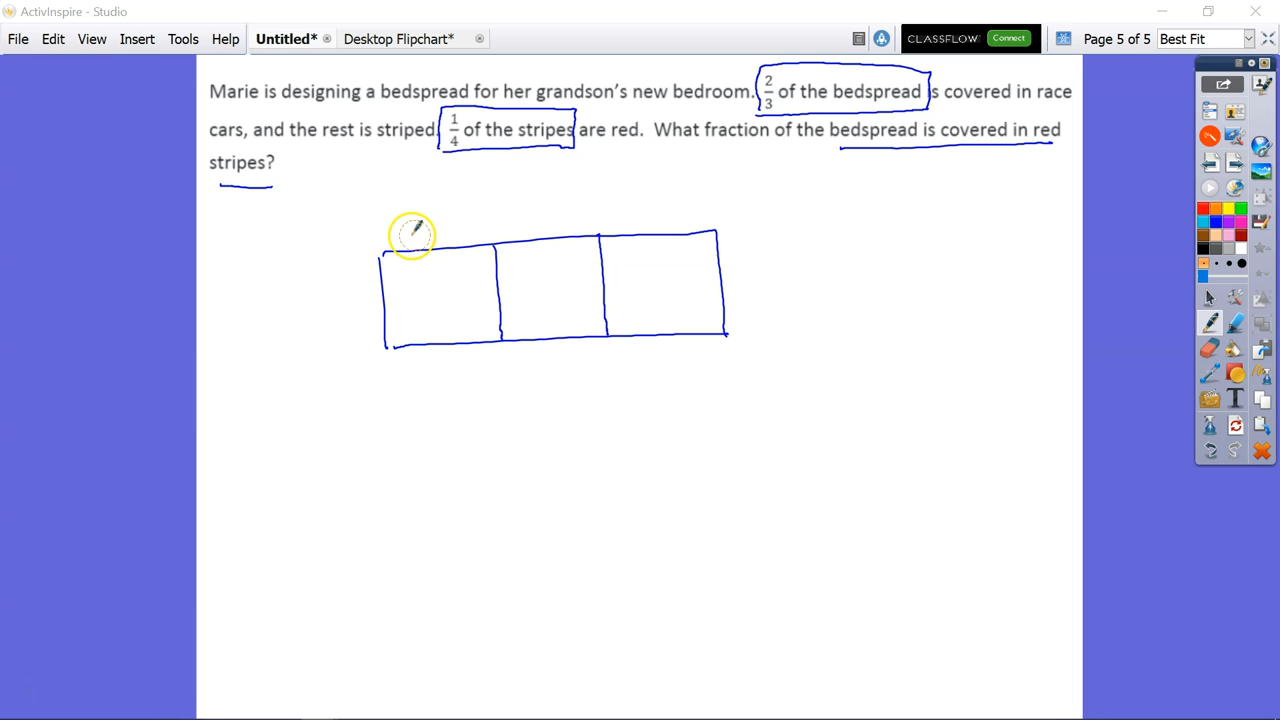 ActivInspire - Studio
File Edit View Insert Tools Help Untitled* Desktop Flipchart* CLASSFLOW Connect Page 5 of 5 Best Fit
Marie is designing a bedspread for her grandson's new bedroom. 2/3 of the bedspread is covered in race
cars, and the rest is striped. 1/4 of the stripes are red. What fraction of the bedspread is covered in red
stripes?